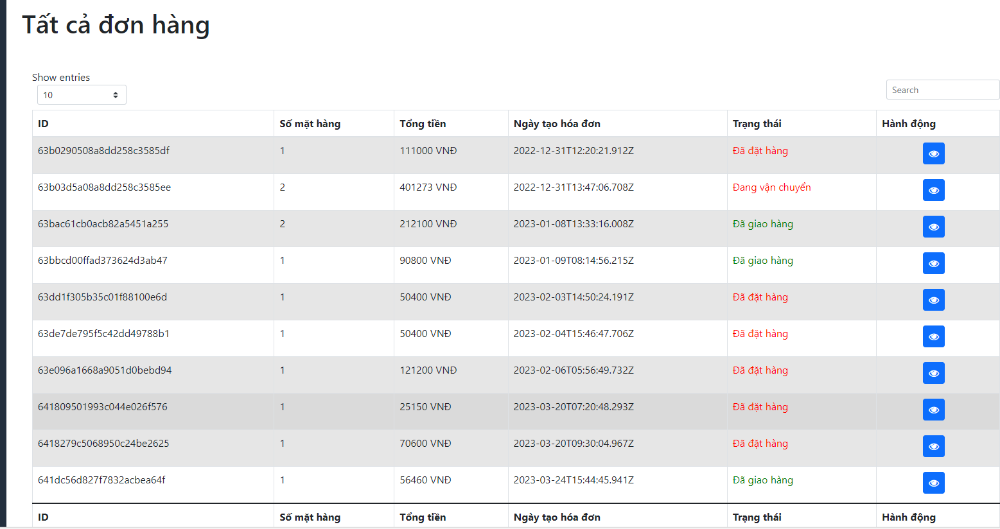 Tất cả đơn hàng
Show entries
10
Search
ID Số mặt hàng Tổng tiền Ngày tạo hóa đơn Trạng thái Hành động
63b0290508a8dd258c3585df 1 111000 VNĐ 2022-12-31T12:20:21.912Z Đã đặt hàng
63b03d5a08a8dd258c3585ee 2 401273 VNĐ 2022-12-31T13:47:06.708Z Đang vận chuyển
63bac61cb0acb82a5451a255 2 212100 VNĐ 2023-01-08T13:33:16.008Z Đã giao hàng
63bbcd00ffad373624d3ab47 1 90800 VNĐ 2023-01-09T08:14:56.215Z Đã giao hàng
63dd1f305b35c01f88100e6d 1 50400 VNĐ 2023-02-03T14:50:24.191Z Đã đặt hàng
63de7de795f5c42dd49788b1 1 50400 VNĐ 2023-02-04T15:46:47.706Z Đã đặt hàng
63e096a1668a9051d0bebd94 1 121200 VNĐ 2023-02-06T05:56:49.732Z Đã đặt hàng
641809501993c044e026f576 1 25150 VNĐ 2023-03-20T07:20:48.293Z Đã đặt hàng
6418279c5068950c24be2625 1 70600 VNĐ 2023-03-20T09:30:04.967Z Đã đặt hàng
641dc56d827f7832acbea64f 1 56460 VNĐ 2023-03-24T15:44:45.941Z Đã giao hàng
ID Số mặt hàng Tổng tiền Ngày tạo hóa đơn Trạng thái Hành động